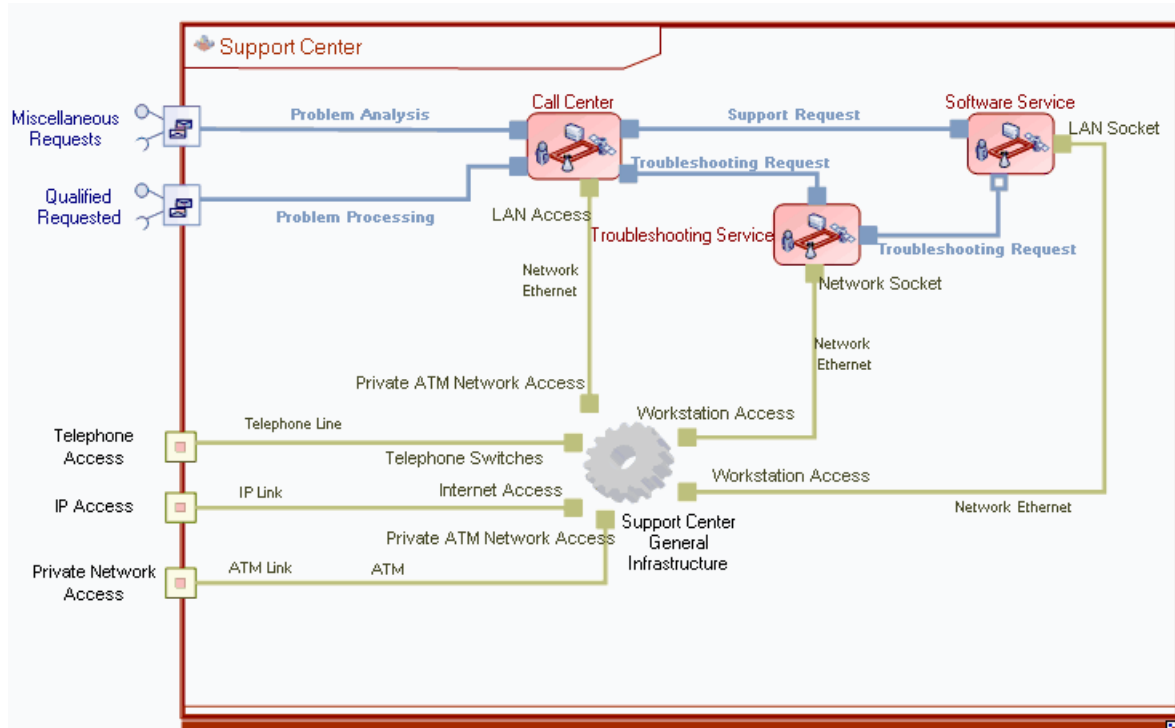 Support Center
Miscellaneous
Requests
Problem Analysis
Call Center
Support Request
Software Service
LAN Socket
Troubleshooting Request
Qualified
Requested
Problem Processing
LAN Access
Troubleshooting Service
Troubleshooting Request
Network
Ethernet
Network Socket
Network
Ethernet
Private ATM Network Access
Workstation Access
Telephone
Access
Telephone Line
Telephone Switches
Workstation Access
IP Access
IP Link
Internet Access
Network Ethernet
Private ATM Network Access
Support Center
General
Infrastructure
Private Network
Access
ATM Link
ATM